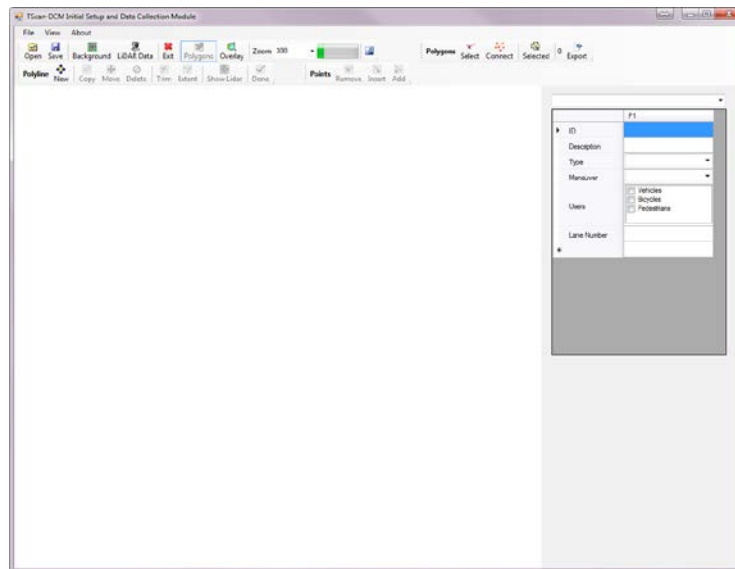 TScan-DCM Initial Setup and Data Collection Module
File View About
Open Save Background LiDAR Data Exit Polygons Overlay Zoom 100 Polygons Select Connect Selected 0 Export
Polyline New Copy Move Delete Trim Extent Show Lidar Done Points Remove Insert Add
F1
ID
Description
Type
Maneuver
Vehicles
Bicycles
Users
Pedestrians
Lane Number